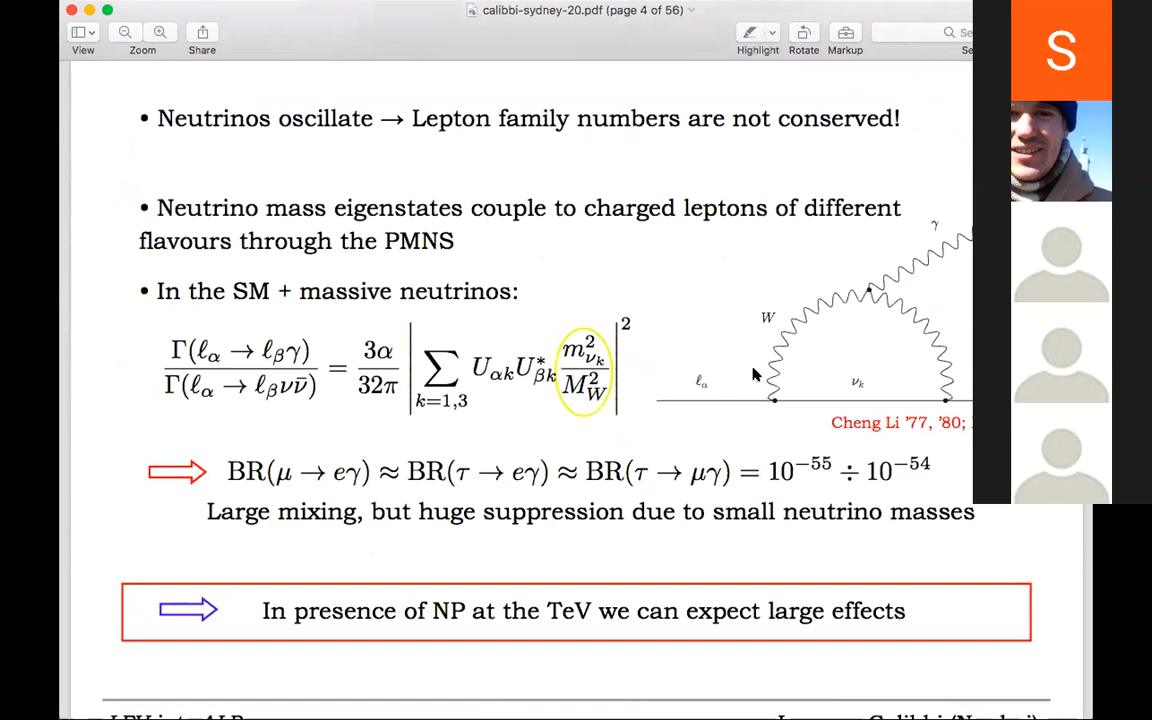 calibbi-sydney-20.pdf (page 4 of 56)
View Zoom Share Highlight Rotate Markup
• Neutrinos oscillate → Lepton family numbers are not conserved!
• Neutrino mass eigenstates couple to charged leptons of different
flavours through the PMNS
• In the SM + massive neutrinos:
Γ(ℓα → ℓβγ) / Γ(ℓα → ℓβνν̄) = 3α/32π |∑k=1,3 UαkU*βk m²νk/M²W|²
γ
W
ℓα
νk
Cheng Li '77, '80;
BR(μ → eγ) ≈ BR(τ → eγ) ≈ BR(τ → μγ) = 10⁻⁵⁵ ÷ 10⁻⁵⁴
Large mixing, but huge suppression due to small neutrino masses
In presence of NP at the TeV we can expect large effects
S